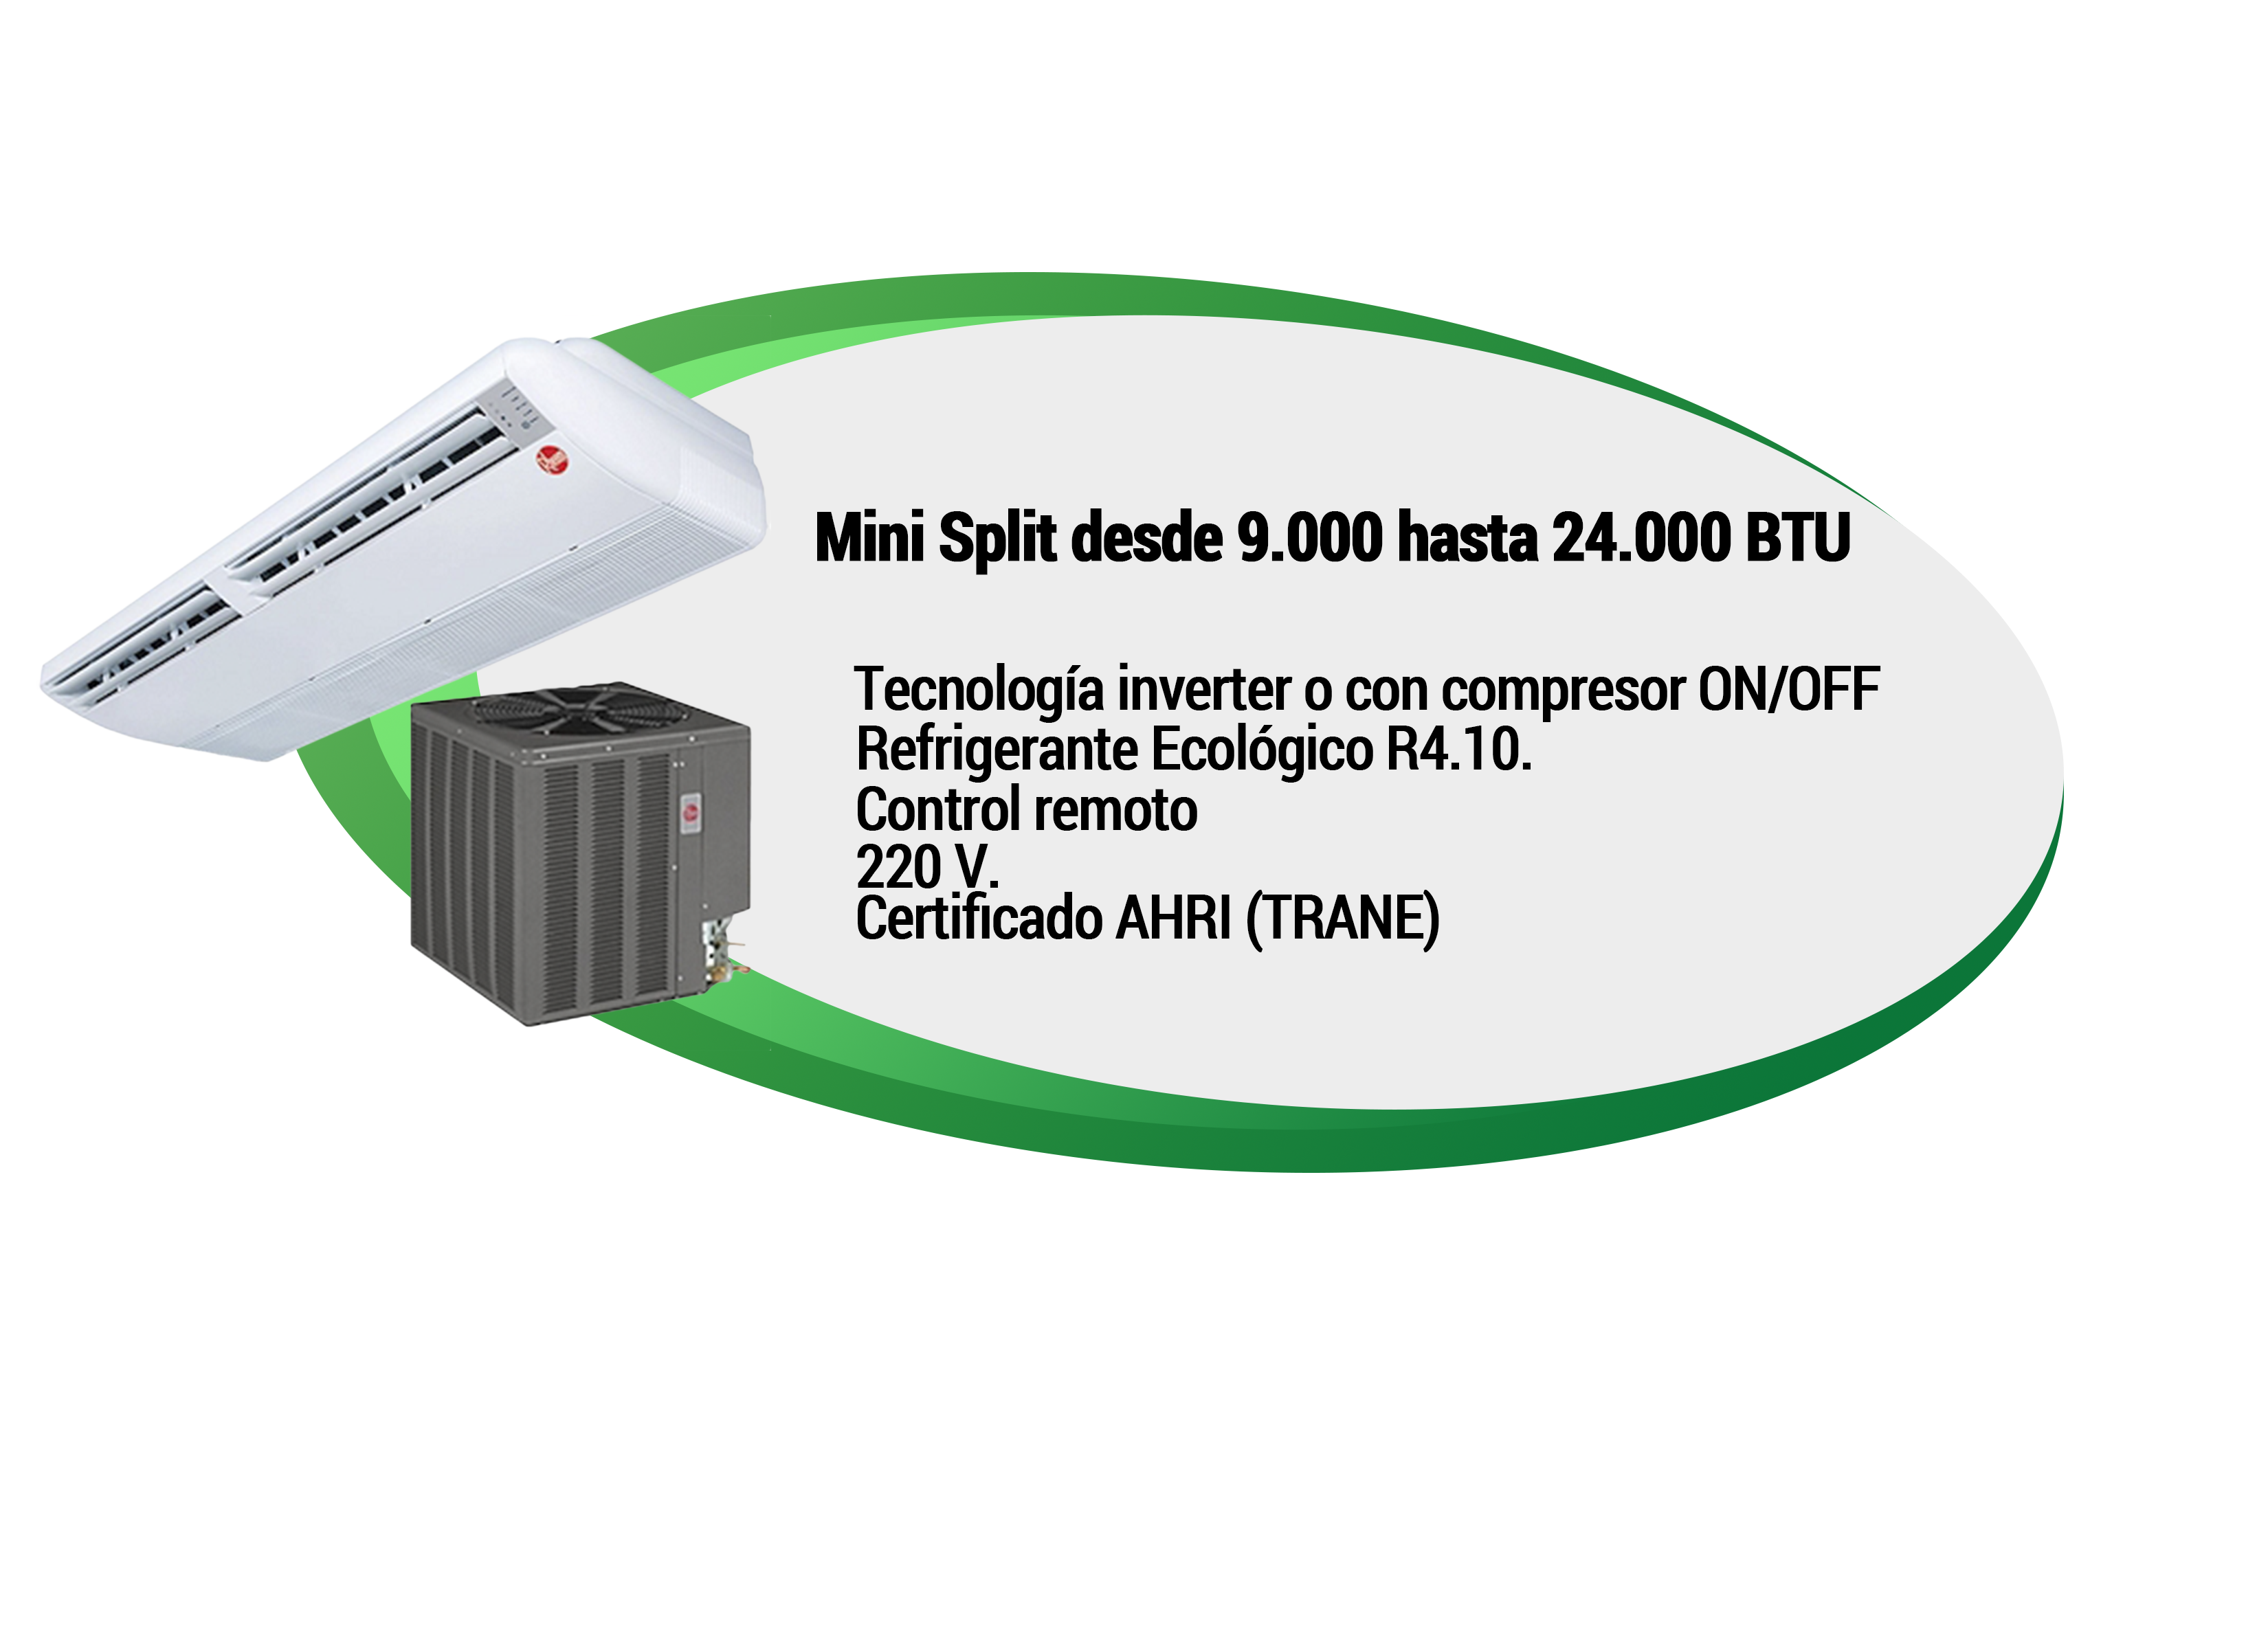 Mini Split desde 9.000 hasta 24.000 BTU
Tecnología inverter o con compresor ON/OFF
Refrigerante Ecológico R4.10.
Control remoto
220 V.
Certificado AHRI (TRANE)